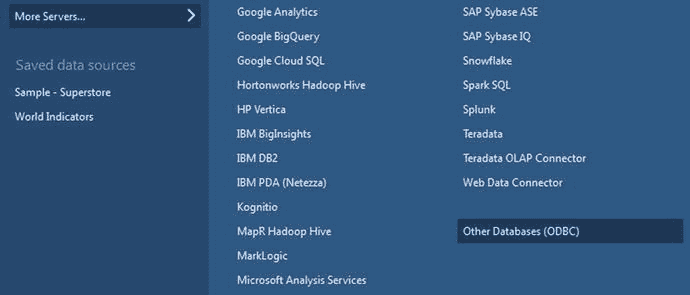 More Servers...
Saved data sources
Sample - Superstore
World Indicators
Google Analytics
Google BigQuery
Google Cloud SQL
Hortonworks Hadoop Hive
HP Vertica
IBM BigInsights
IBM DB2
IBM PDA (Netezza)
Kognitio
MapR Hadoop Hive
MarkLogic
Microsoft Analysis Services
SAP Sybase ASE
SAP Sybase IQ
Snowflake
Spark SQL
Splunk
Teradata
Teradata OLAP Connector
Web Data Connector
Other Databases (ODBC)